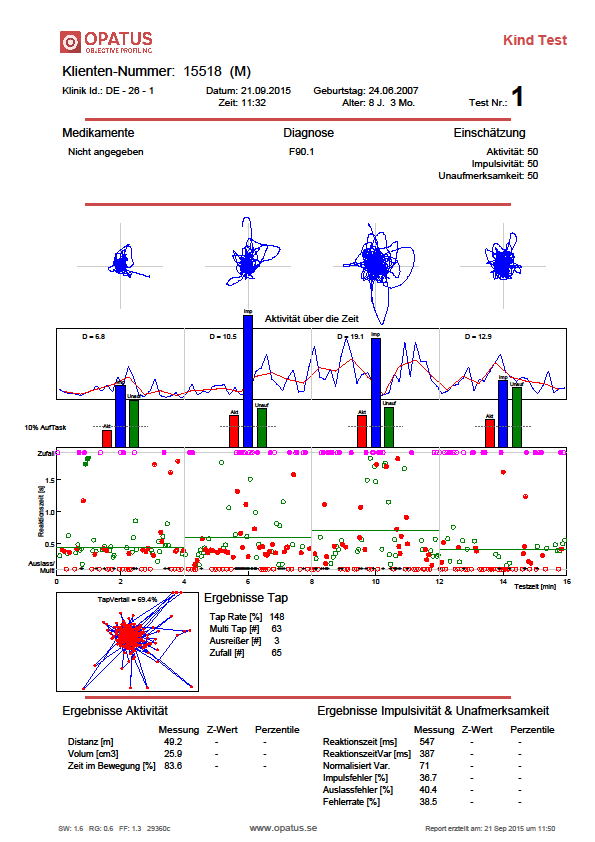 OPATUS
OBJECTIVE PROFILING
Kind Test
Klienten-Nummer: 15518 (M)
Klinik Id.: DE - 26 - 1 Datum: 21.09.2015 Geburtstag: 24.06.2007
Zeit: 11:32 Alter: 8 J. 3 Mo. Test Nr.: 1
Medikamente Diagnose Einschätzung
Nicht angegeben F90.1 Aktivität: 50
Impulsivität: 50
Unaufmerksamkeit: 50
Aktivität über die Zeit
D = 6.8 D = 10.5 D = 19.1 D = 12.9
Akt Imp Unauf Akt Imp Unauf Akt Imp Unauf Akt Imp Unauf
10% AufTask
Zufall
Reaktionszeit [s]
1.5
1.0
0.5
Auslass/
Multi
0 2 4 6 8 10 12 14 16
Testzeit [min]
TapVertail = 69.4%
Ergebnisse Tap
Tap Rate [%] 148
Multi Tap [#] 63
Ausreißer [#] 3
Zufall [#] 65
Ergebnisse Aktivität
Messung Z-Wert Perzentile
Distanz [m] 49.2 - -
Volum [cm3] 25.9 - -
Zeit im Bewegung [%] 83.6 - -
Ergebnisse Impulsivität & Unafmerksamkeit
Messung Z-Wert Perzentile
Reaktionszeit [ms] 547 - -
ReaktionszeitVar [ms] 387 - -
Normalisiert Var. 71 - -
Impulsfehler [%] 36.7 - -
Auslassfehler [%] 40.4 - -
Fehlerrate [%] 38.5 - -
SW: 1.6 RG: 0.6 FF: 1.3 29360c www.opatus.se Report erzteilt am: 21 Sep 2015 um 11:50